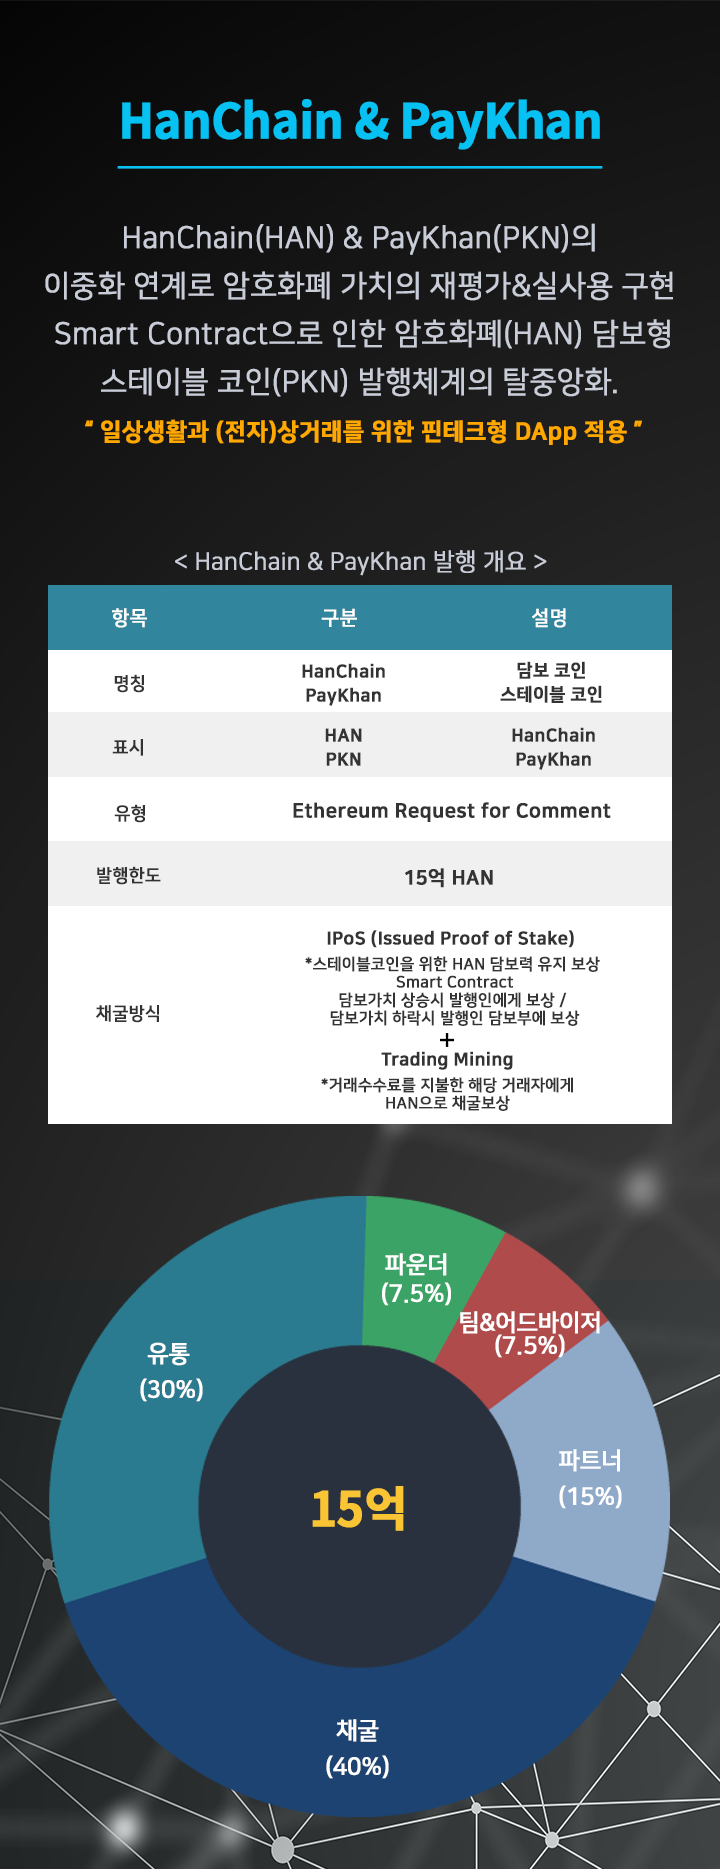 HanChain & PayKhan
HanChain(HAN) & PayKhan(PKN)의
이중화 연계로 암호화폐 가치의 재평가&실사용 구현
Smart Contract으로 인한 암호화폐(HAN) 담보형
스테이블 코인(PKN) 발행체계의 탈중앙화.
“ 일상생활과 (전자)상거래를 위한 핀테크형 DApp 적용 ”
< HanChain & PayKhan 발행 개요 >
항목 구분 설명
명칭
HanChain 담보 코인
PayKhan 스테이블 코인
표시
HAN HanChain
PKN PayKhan
유형 Ethereum Request for Comment
발행한도 15억 HAN
채굴방식
IPoS (Issued Proof of Stake)
*스테이블코인을 위한 HAN 담보력 유지 보상
Smart Contract
담보가치 상승시 발행인에게 보상 /
담보가치 하락시 발행인 담보부에 보상
+
Trading Mining
*거래수수료를 지불한 해당 거래자에게
HAN으로 채굴보상
파운더
(7.5%)
팀&어드바이저
(7.5%)
유통
(30%)
파트너
(15%)
15억
채굴
(40%)